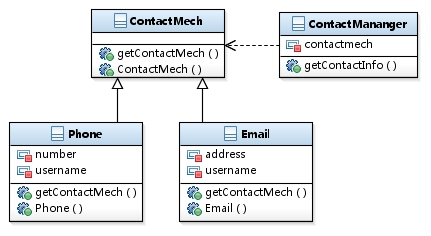 ContactMech
getContactMech ( )
ContactMech ( )
ContactMananger
contactmech
getContactInfo ( )
Phone
number
username
getContactMech ( )
Phone ( )
Email
address
username
getContactMech ( )
Email ( )